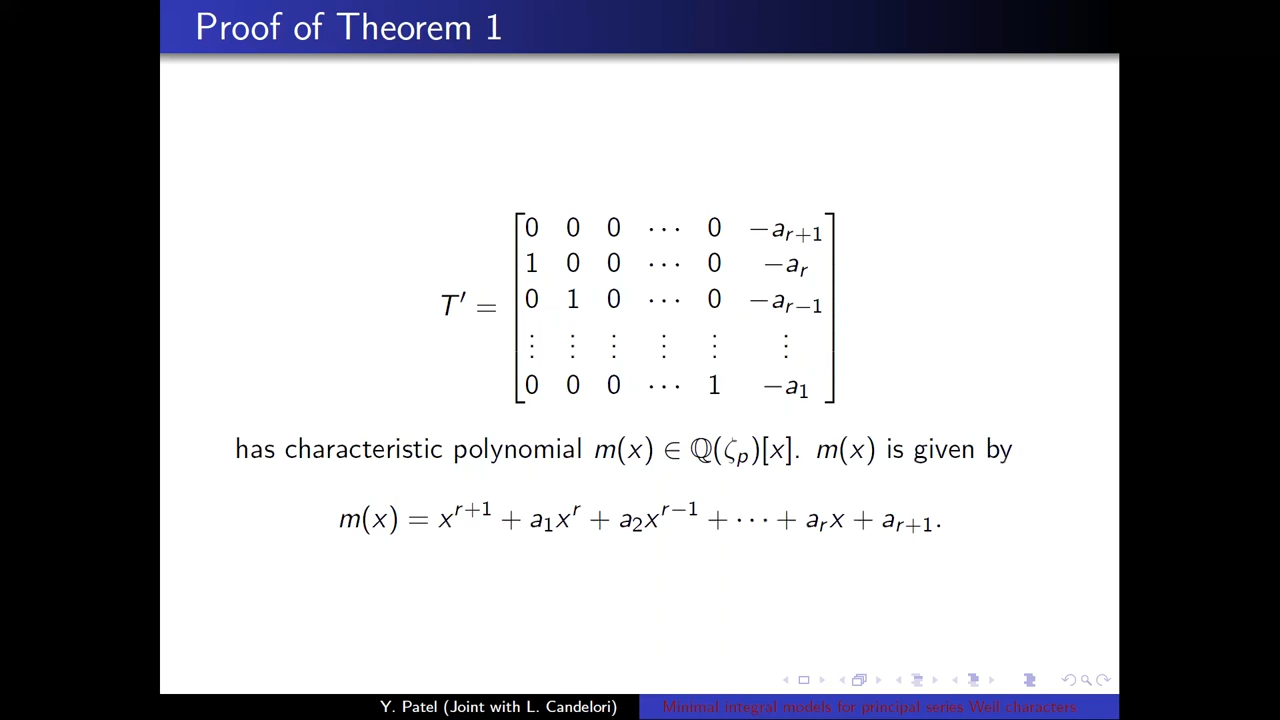 Proof of Theorem 1
T′ =
0 0 0 ⋯ 0 −a_{r+1}
1 0 0 ⋯ 0 −a_r
0 1 0 ⋯ 0 −a_{r−1}
⋮ ⋮ ⋮ ⋮ ⋮ ⋮
0 0 0 ⋯ 1 −a_1
has characteristic polynomial m(x) ∈ ℚ(ζ_p)[x]. m(x) is given by
m(x) = x^{r+1} + a_1x^r + a_2x^{r−1} + ⋯ + a_rx + a_{r+1}.
Y. Patel (Joint with L. Candelori) Minimal integral models for principal series Weil characters